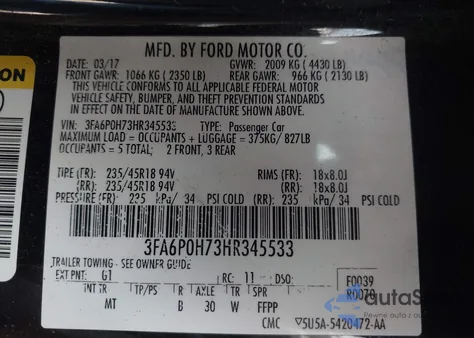 MFD. BY FORD MOTOR CO.
DATE: 03/17 GVWR: 2009 KG (4430 LB)
FRONT GAWR: 1066 KG (2350 LB) REAR GAWR: 966 KG (2130 LB)
THIS VEHICLE CONFORMS TO ALL APPLICABLE FEDERAL MOTOR
VEHICLE SAFETY, BUMPER, AND THEFT PREVENTION STANDARDS
IN EFFECT ON THE DATE OF MANUFACTURE SHOWN ABOVE.
VIN: 3FA6P0H73HR345533 TYPE: Passenger Car
MAXIMUM LOAD = OCCUPANTS + LUGGAGE = 375KG/ 827LB
OCCUPANTS = 5 TOTAL: 2 FRONT, 3 REAR
TIRE (FR): 235/45R18 94V RIMS (FR): 18x8.0J
(RR): 235/45R18 94V (RR): 18x8.0J
PRESSURE (FR) 235 kPa/ 34 PSI COLD (RR) 235 kPa/ 34 PSI COLD
3FA6P0H73HR345533
TRAILER TOWING - SEE OWNER GUIDE
EXT PNT: G1 RC: 11 DSO: F0039
R0070
INT TR TP/PS R AXLE TR SPR
MT B 30 W FFPP
CMC 5U5A-5420472-AA